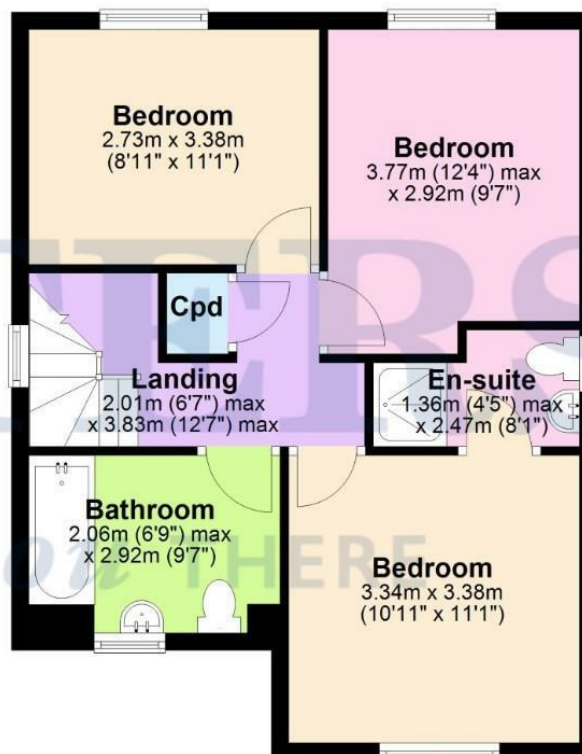 Bedroom
2.73m x 3.38m
(8'11" x 11'1")
Bedroom
3.77m (12'4") max
x 2.92m (9'7")
Cpd
Landing
2.01m (6'7") max
x 3.83m (12'7") max
En-suite
1.36m (4'5") max
x 2.47m (8'1")
Bathroom
2.06m (6'9") max
x 2.92m (9'7")
Bedroom
3.34m x 3.38m
(10'11" x 11'1")
TERS
you THERE